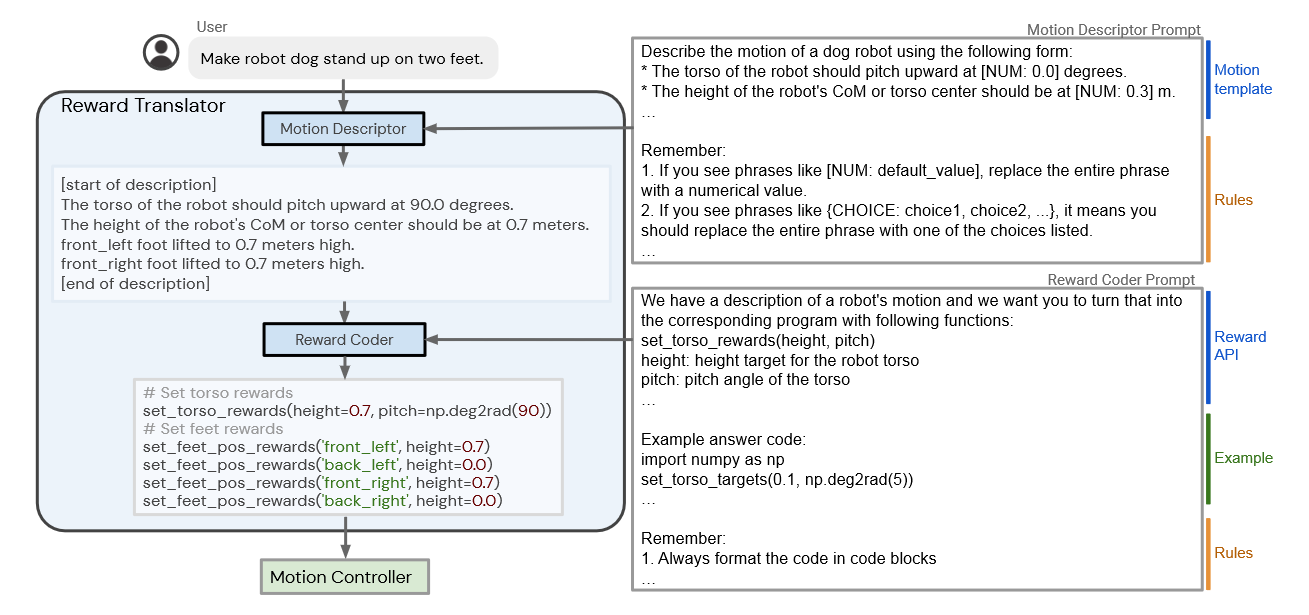 User
Make robot dog stand up on two feet.
Reward Translator
Motion Descriptor
[start of description]
The torso of the robot should pitch upward at 90.0 degrees.
The height of the robot's CoM or torso center should be at 0.7 meters.
front_left foot lifted to 0.7 meters high.
front_right foot lifted to 0.7 meters high.
[end of description]
Reward Coder
# Set torso rewards
set_torso_rewards(height=0.7, pitch=np.deg2rad(90))
# Set feet rewards
set_feet_pos_rewards('front_left', height=0.7)
set_feet_pos_rewards('back_left', height=0.0)
set_feet_pos_rewards('front_right', height=0.7)
set_feet_pos_rewards('back_right', height=0.0)
Motion Controller
Motion Descriptor Prompt
Describe the motion of a dog robot using the following form:
* The torso of the robot should pitch upward at [NUM: 0.0] degrees.
* The height of the robot's CoM or torso center should be at [NUM: 0.3] m.
...
Remember:
1. If you see phrases like [NUM: default_value], replace the entire phrase
with a numerical value.
2. If you see phrases like {CHOICE: choice1, choice2, ...}, it means you
should replace the entire phrase with one of the choices listed.
...
Motion
template
Rules
Reward Coder Prompt
We have a description of a robot's motion and we want you to turn that into
the corresponding program with following functions:
set_torso_rewards(height, pitch)
height: height target for the robot torso
pitch: pitch angle of the torso
...
Example answer code:
import numpy as np
set_torso_targets(0.1, np.deg2rad(5))
...
Remember:
1. Always format the code in code blocks
...
Reward
API
Example
Rules